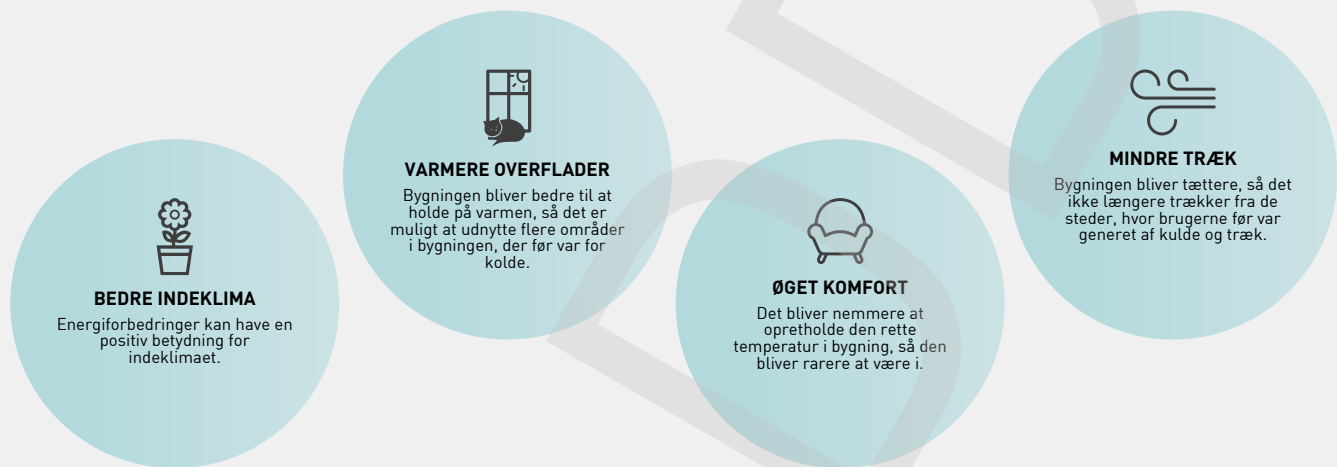 BEDRE INDEKLIMA
Energiforbedringer kan have en
positiv betydning for
indeklimaet.
VARMERE OVERFLADER
Bygningen bliver bedre til at
holde på varmen, så det er
muligt at udnytte flere områder
i bygningen, der før var for
kolde.
ØGET KOMFORT
Det bliver nemmere at
opretholde den rette
temperatur i bygning, så den
bliver rarere at være i.
MINDRE TRÆK
Bygningen bliver tættere, så det
ikke længere trækker fra de
steder, hvor brugerne før var
generet af kulde og træk.